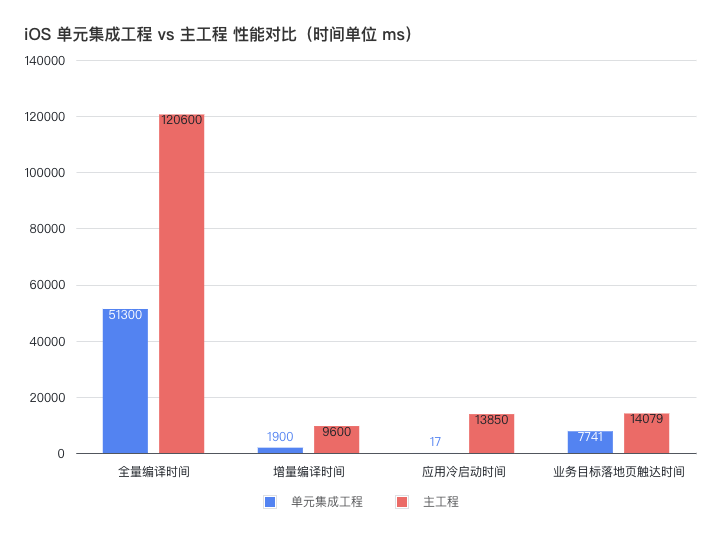 iOS 单元集成工程 vs 主工程 性能对比（时间单位 ms）
140000
120000
100000
80000
60000
40000
20000
0
120600
51300
1900
9600
17
13850
7741
14079
全量编译时间
增量编译时间
应用冷启动时间
业务目标落地页触达时间
单元集成工程
主工程